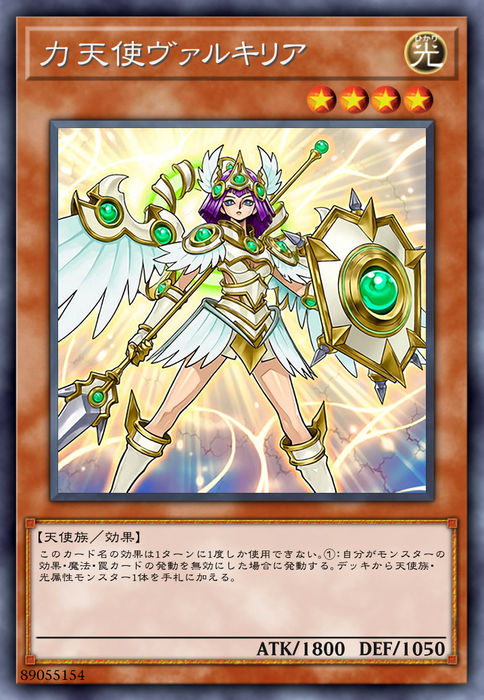 力天使ヴァルキリア
ひかり
光
【天使族／効果】
このカード名の効果は1ターンに1度しか使用できない。①：自分がモンスターの
効果・魔法・罠カードの発動を無効にした場合に発動する。デッキから天使族・
光属性モンスター1体を手札に加える。
ATK/1800 DEF/1050
89055154